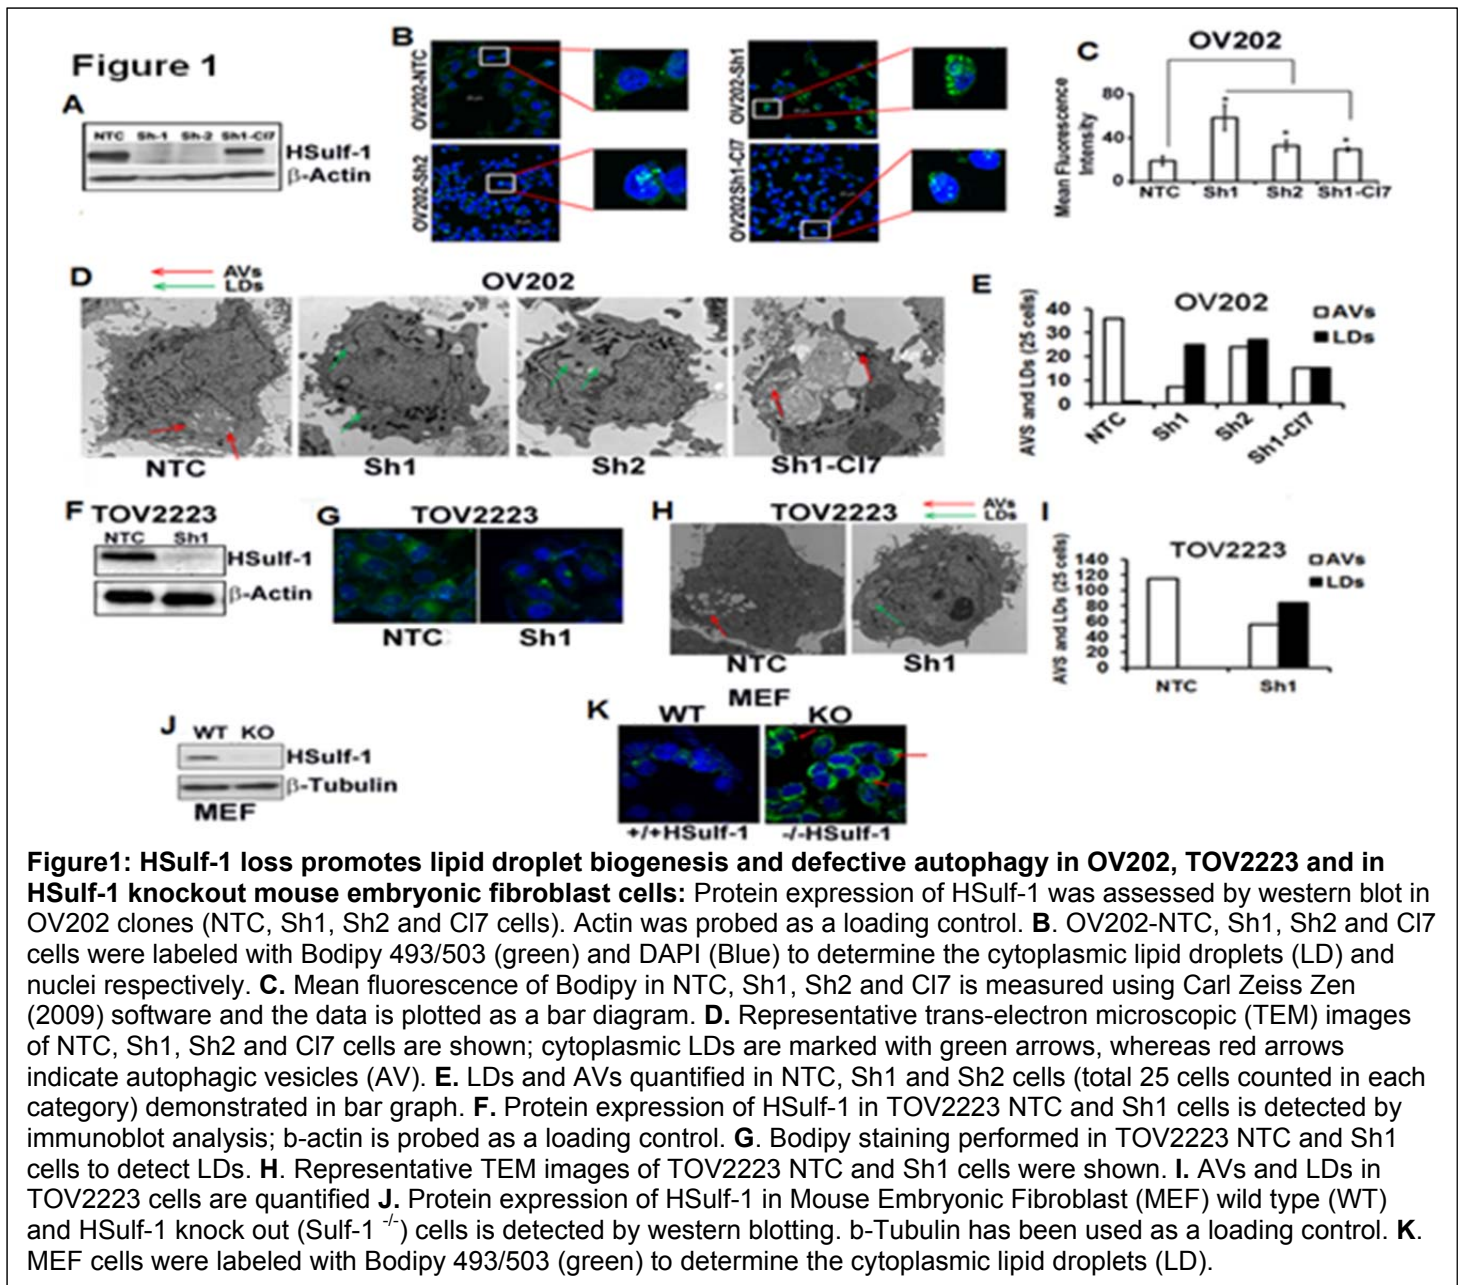 Figure 1
A
NTC Sh-1 Sh-2 Sh1-Cl7
HSulf-1
β-Actin
B
OV202-NTC
OV202-Sh1
OV202-Sh2
OV202Sh1-Cl7
C
OV202
Mean Fluorescence
Intensity
80
40
0
* * *
NTC Sh1 Sh2 Sh1-Cl7
D
AVs
LDs
OV202
NTC Sh1 Sh2 Sh1-Cl7
E
OV202
AVS and LDs (25 cells)
AVs
LDs
40
30
20
10
0
NTC Sh1 Sh2 Sh1-Cl7
F TOV2223
NTC Sh1
HSulf-1
β-Actin
G TOV2223
NTC Sh1
H TOV2223
AVs
LDs
NTC Sh1
I
TOV2223
AVS and LDs (25 cells)
AVs
LDs
140
120
100
80
60
40
20
0
NTC Sh1
J
WT KO
HSulf-1
β-Tubulin
MEF
MEF
K WT KO
+/+HSulf-1 -/-HSulf-1
Figure1: HSulf-1 loss promotes lipid droplet biogenesis and defective autophagy in OV202, TOV2223 and in
HSulf-1 knockout mouse embryonic fibroblast cells: Protein expression of HSulf-1 was assessed by western blot in
OV202 clones (NTC, Sh1, Sh2 and Cl7 cells). Actin was probed as a loading control. B. OV202-NTC, Sh1, Sh2 and Cl7
cells were labeled with Bodipy 493/503 (green) and DAPI (Blue) to determine the cytoplasmic lipid droplets (LD) and
nuclei respectively. C. Mean fluorescence of Bodipy in NTC, Sh1, Sh2 and Cl7 is measured using Carl Zeiss Zen
(2009) software and the data is plotted as a bar diagram. D. Representative trans-electron microscopic (TEM) images
of NTC, Sh1, Sh2 and Cl7 cells are shown; cytoplasmic LDs are marked with green arrows, whereas red arrows
indicate autophagic vesicles (AV). E. LDs and AVs quantified in NTC, Sh1 and Sh2 cells (total 25 cells counted in each
category) demonstrated in bar graph. F. Protein expression of HSulf-1 in TOV2223 NTC and Sh1 cells is detected by
immunoblot analysis; b-actin is probed as a loading control. G. Bodipy staining performed in TOV2223 NTC and Sh1
cells to detect LDs. H. Representative TEM images of TOV2223 NTC and Sh1 cells were shown. I. AVs and LDs in
TOV2223 cells are quantified J. Protein expression of HSulf-1 in Mouse Embryonic Fibroblast (MEF) wild type (WT)
and HSulf-1 knock out (Sulf-1 -/-) cells is detected by western blotting. b-Tubulin has been used as a loading control. K.
MEF cells were labeled with Bodipy 493/503 (green) to determine the cytoplasmic lipid droplets (LD).